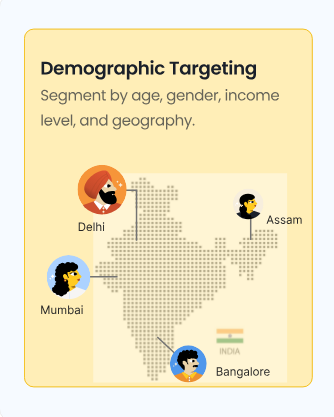 Demographic Targeting
Segment by age, gender, income
level, and geography.
Assam
Delhi
Mumbai
INDIA
Bangalore